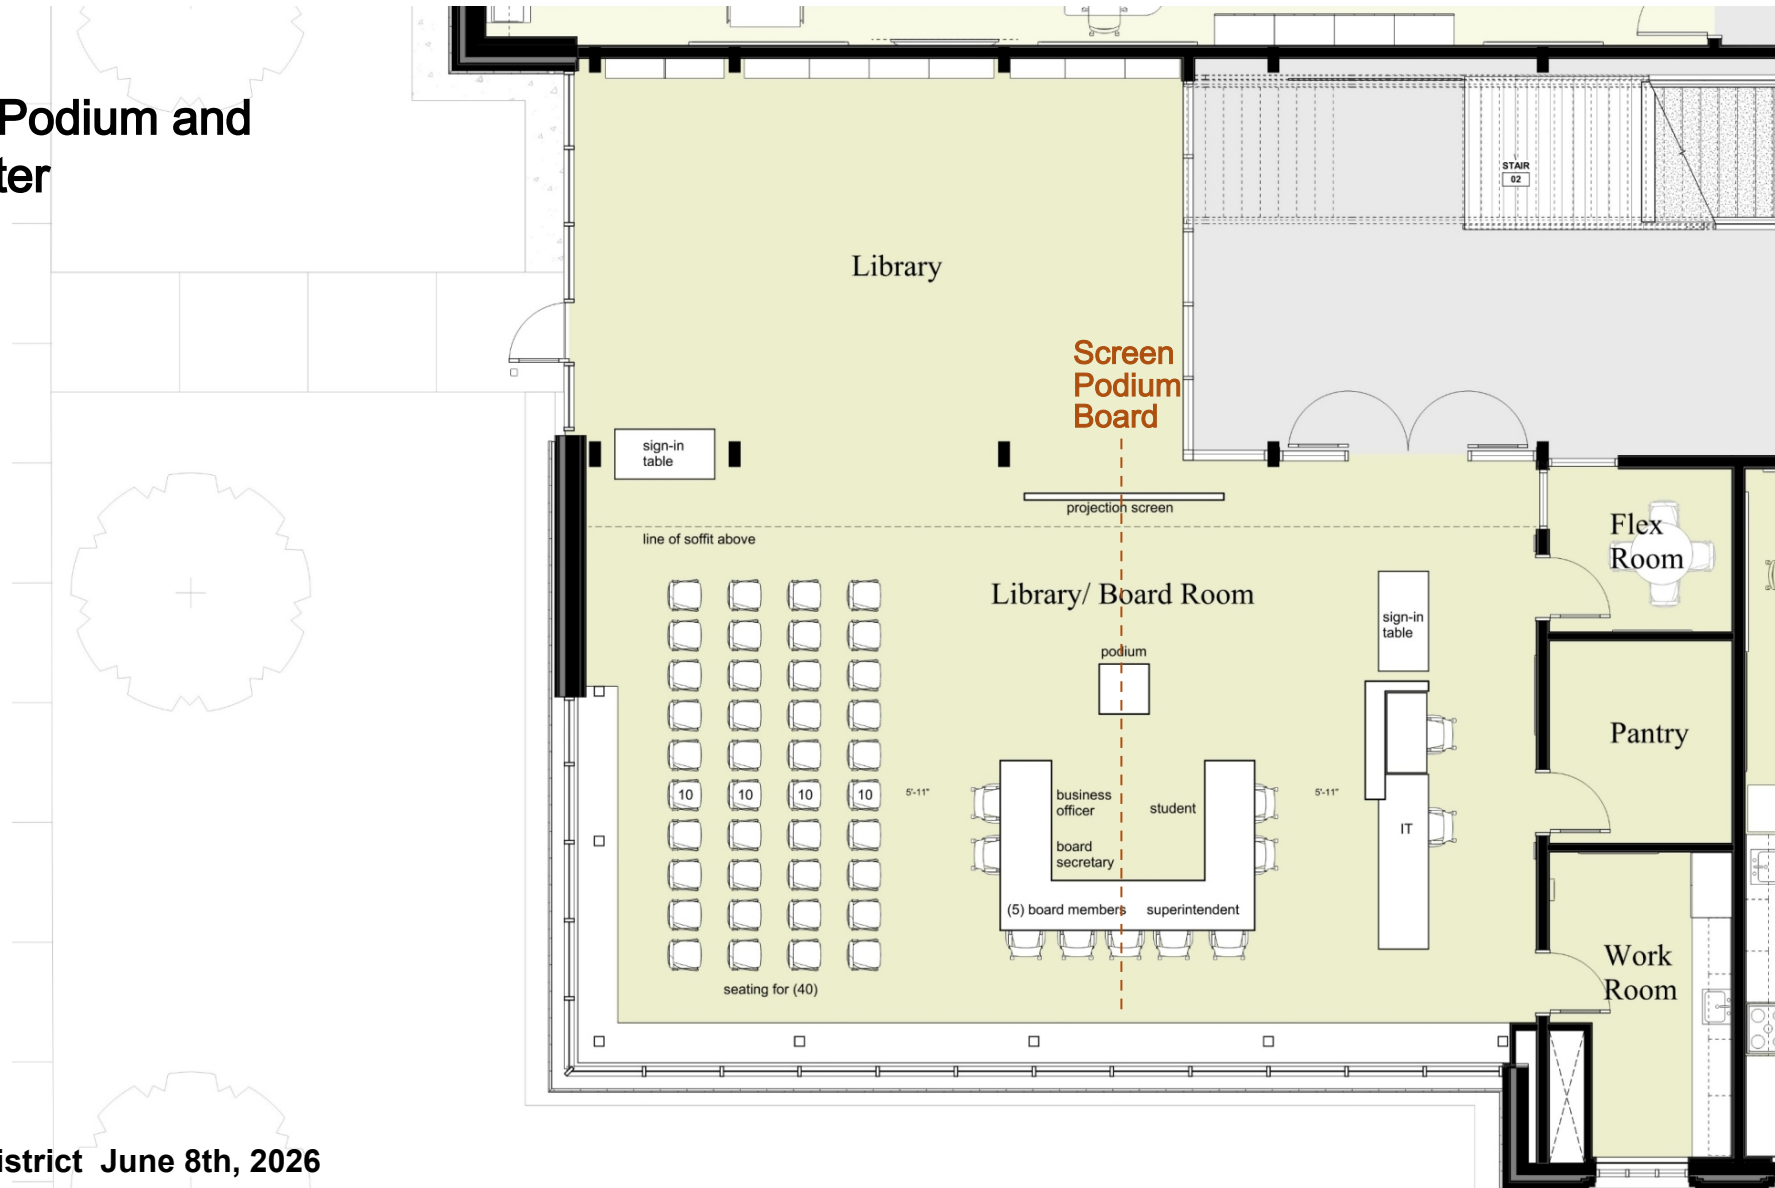 Podium and
ter
STAIR
02
Library
Screen
Podium
Board
sign-in
table
projection screen
line of soffit above
Flex
Room
Library/ Board Room
sign-in
table
podium
Pantry
10 10 10 10
5'-11"
business
officer
student
5'-11"
IT
board
secretary
(5) board members
superintendent
Work
Room
seating for (40)
istrict June 8th, 2026